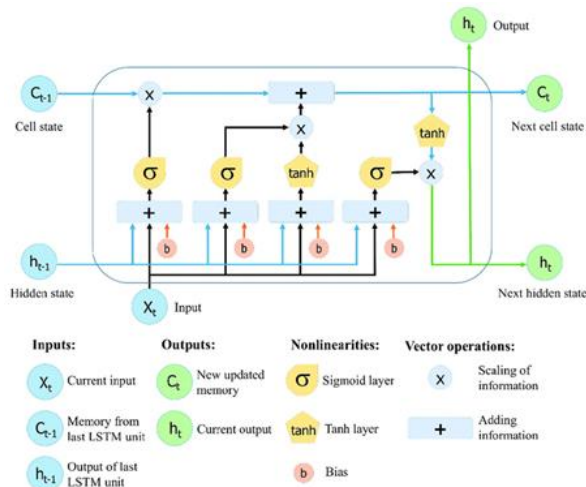 hₜ
Output
Cₜ₋₁
x
+
Cₜ
Cell state
x
tanh
Next cell state
σ
σ
tanh
σ
x
+
+
+
+
hₜ₋₁
b
b
b
b
hₜ
Hidden state
Xₜ
Input
Next hidden state
Inputs:
Outputs:
Nonlinearities:
Vector operations:
Xₜ
Current input
Cₜ
New updated
memory
σ
Sigmoid layer
x
Scaling of
information
Cₜ₋₁
Memory from
last LSTM unit
hₜ
Current output
tanh
Tanh layer
+
Adding
information
hₜ₋₁
Output of last
LSTM unit
b
Bias